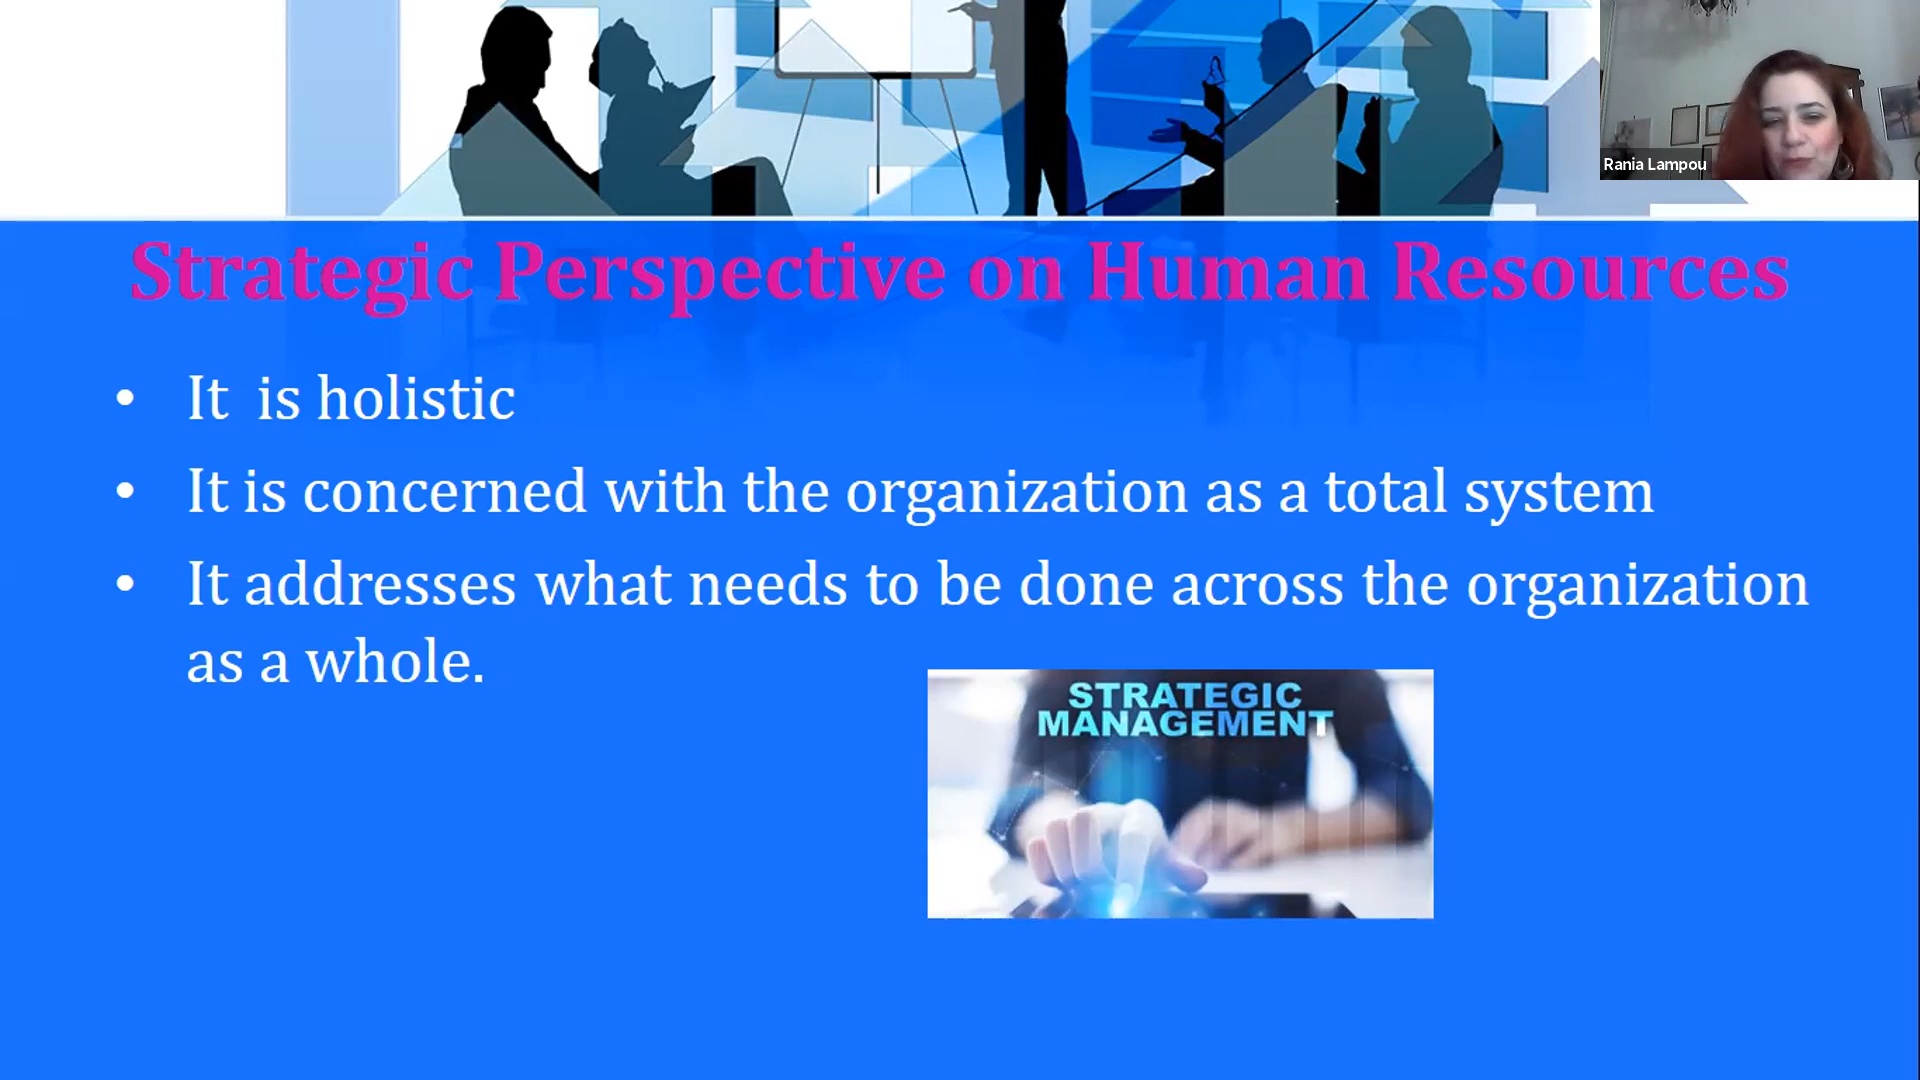 Rania Lampou
Strategic Perspective on Human Resources
• It  is holistic
• It is concerned with the organization as a total system
• It addresses what needs to be done across the organization
as a whole.
STRATEGIC
MANAGEMENT